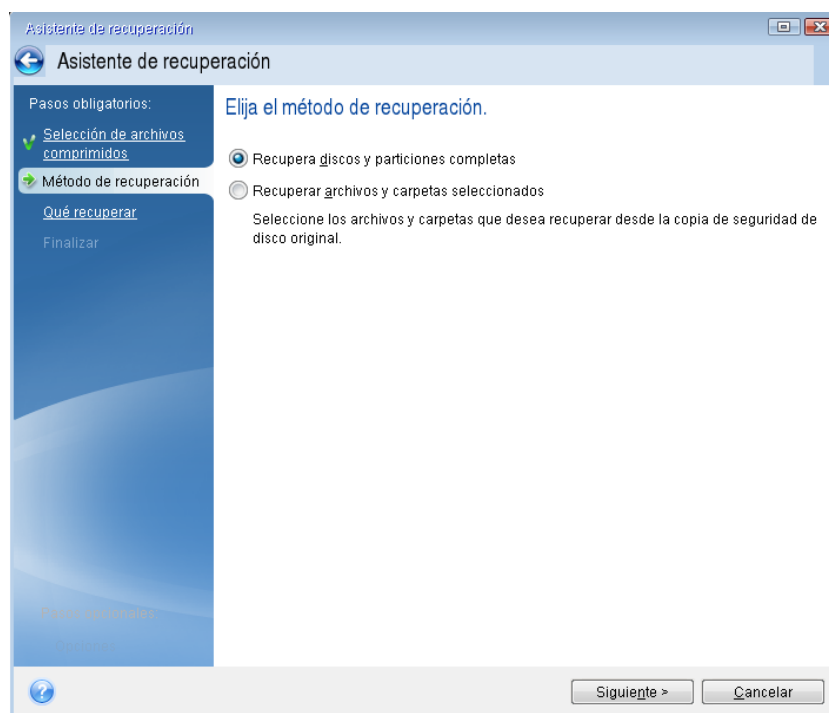 Asistente de recuperación
Asistente de recuperación
Pasos obligatorios:
Selección de archivos
comprimidos
Método de recuperación
Qué recuperar
Finalizar
Elija el método de recuperación.
Recupera discos y particiones completas
Recuperar archivos y carpetas seleccionados
Seleccione los archivos y carpetas que desea recuperar desde la copia de seguridad de
disco original.
Pasos opcionales:
Siguiente >
Cancelar